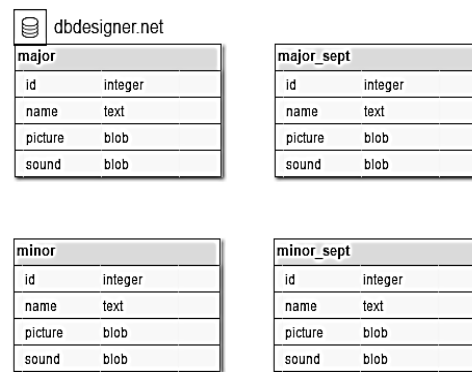 dbdesigner.net
major
id integer
name text
picture blob
sound blob
major_sept
id integer
name text
picture blob
sound blob
minor
id integer
name text
picture blob
sound blob
minor_sept
id integer
name text
picture blob
sound blob